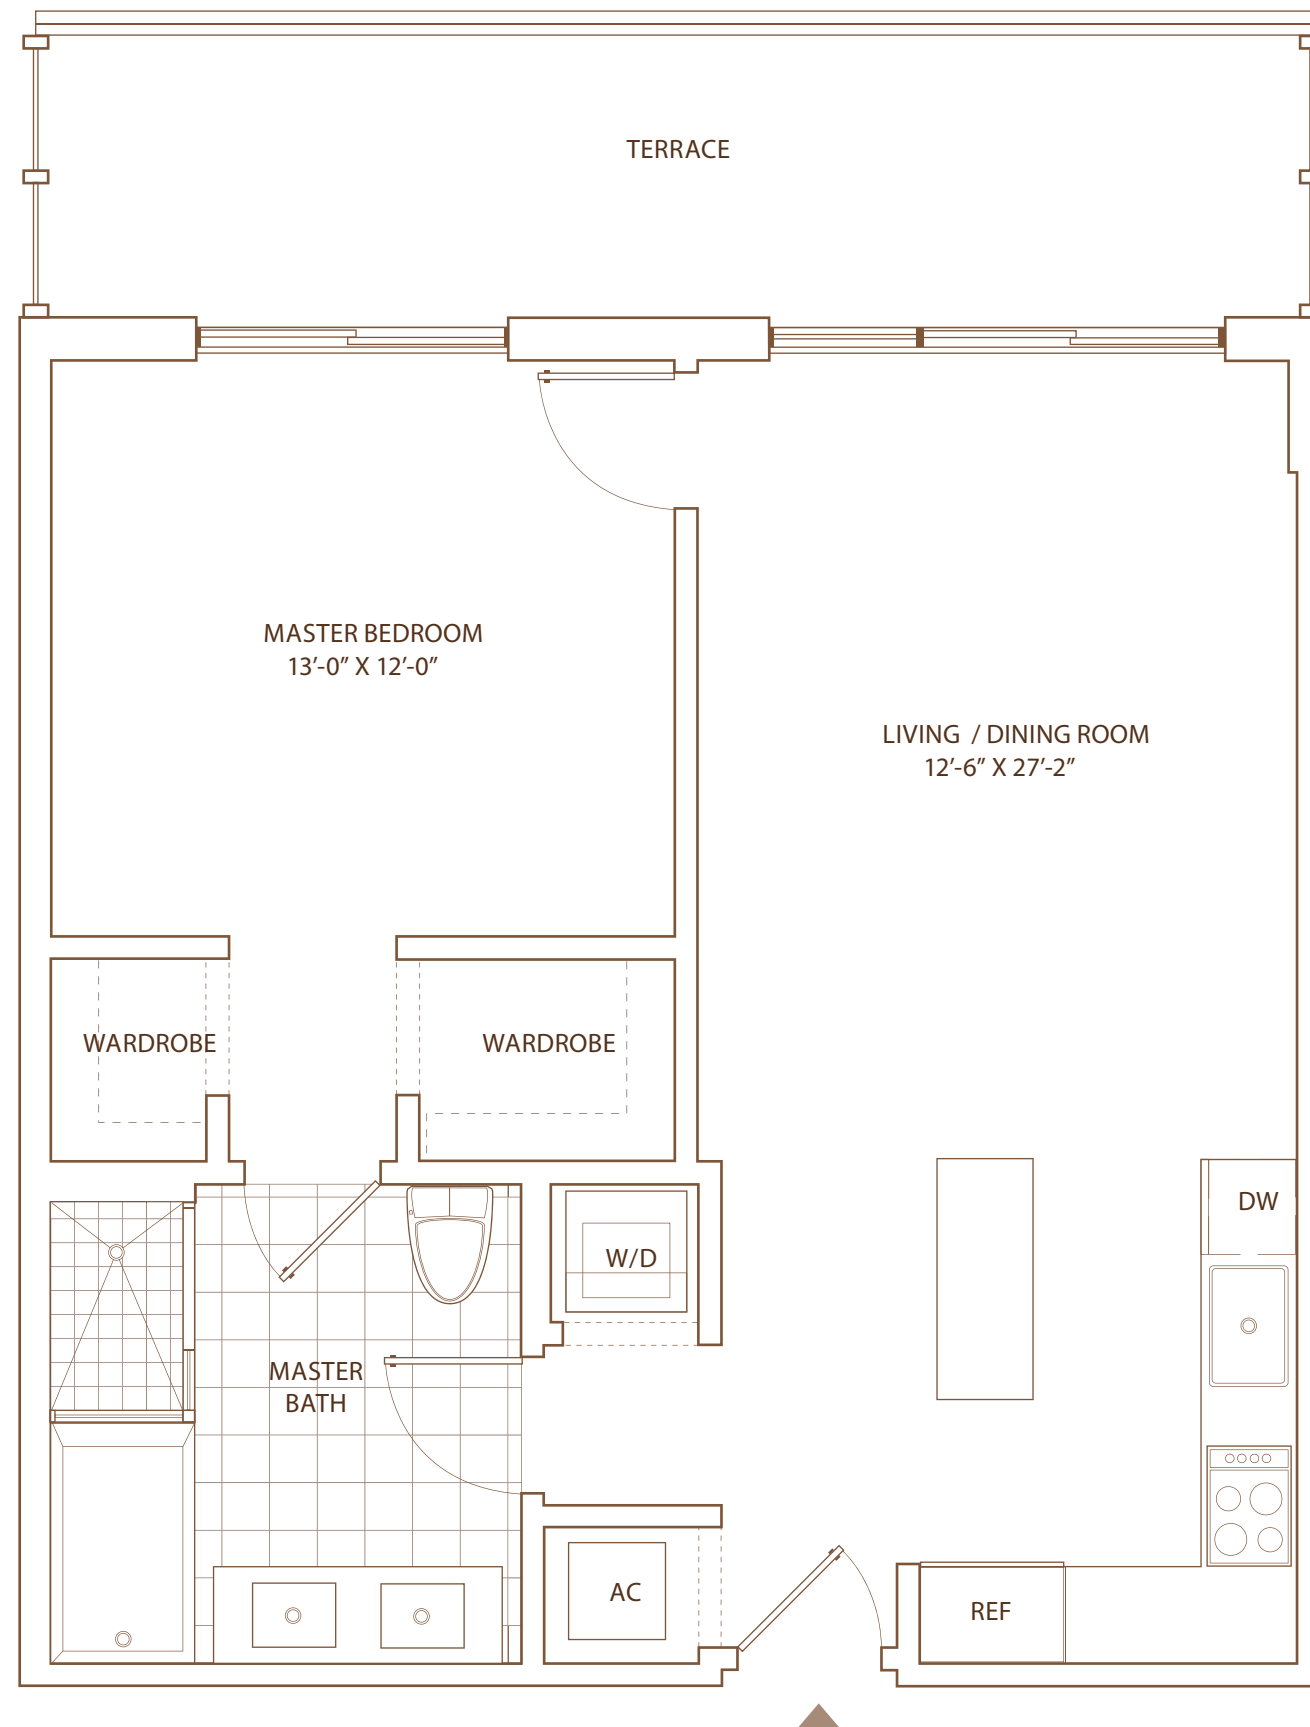 TERRACE
MASTER BEDROOM
13’-0” X 12’-0”
LIVING / DINING ROOM
12’-6” X 27’-2”
WARDROBE
WARDROBE
DW
W/D
MASTER
BATH
AC
REF